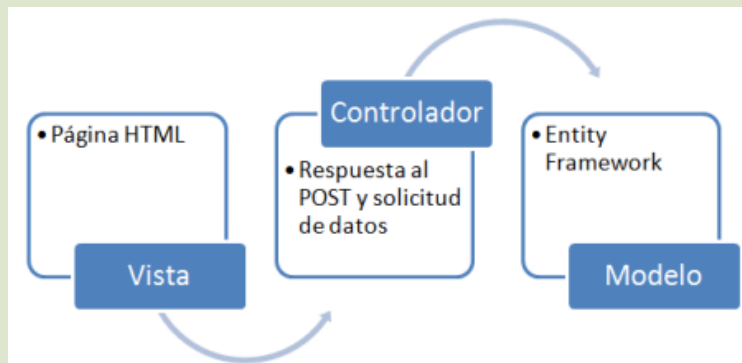 • Página HTML
Vista
Controlador
• Respuesta al
POST y solicitud
de datos
• Entity
Framework
Modelo